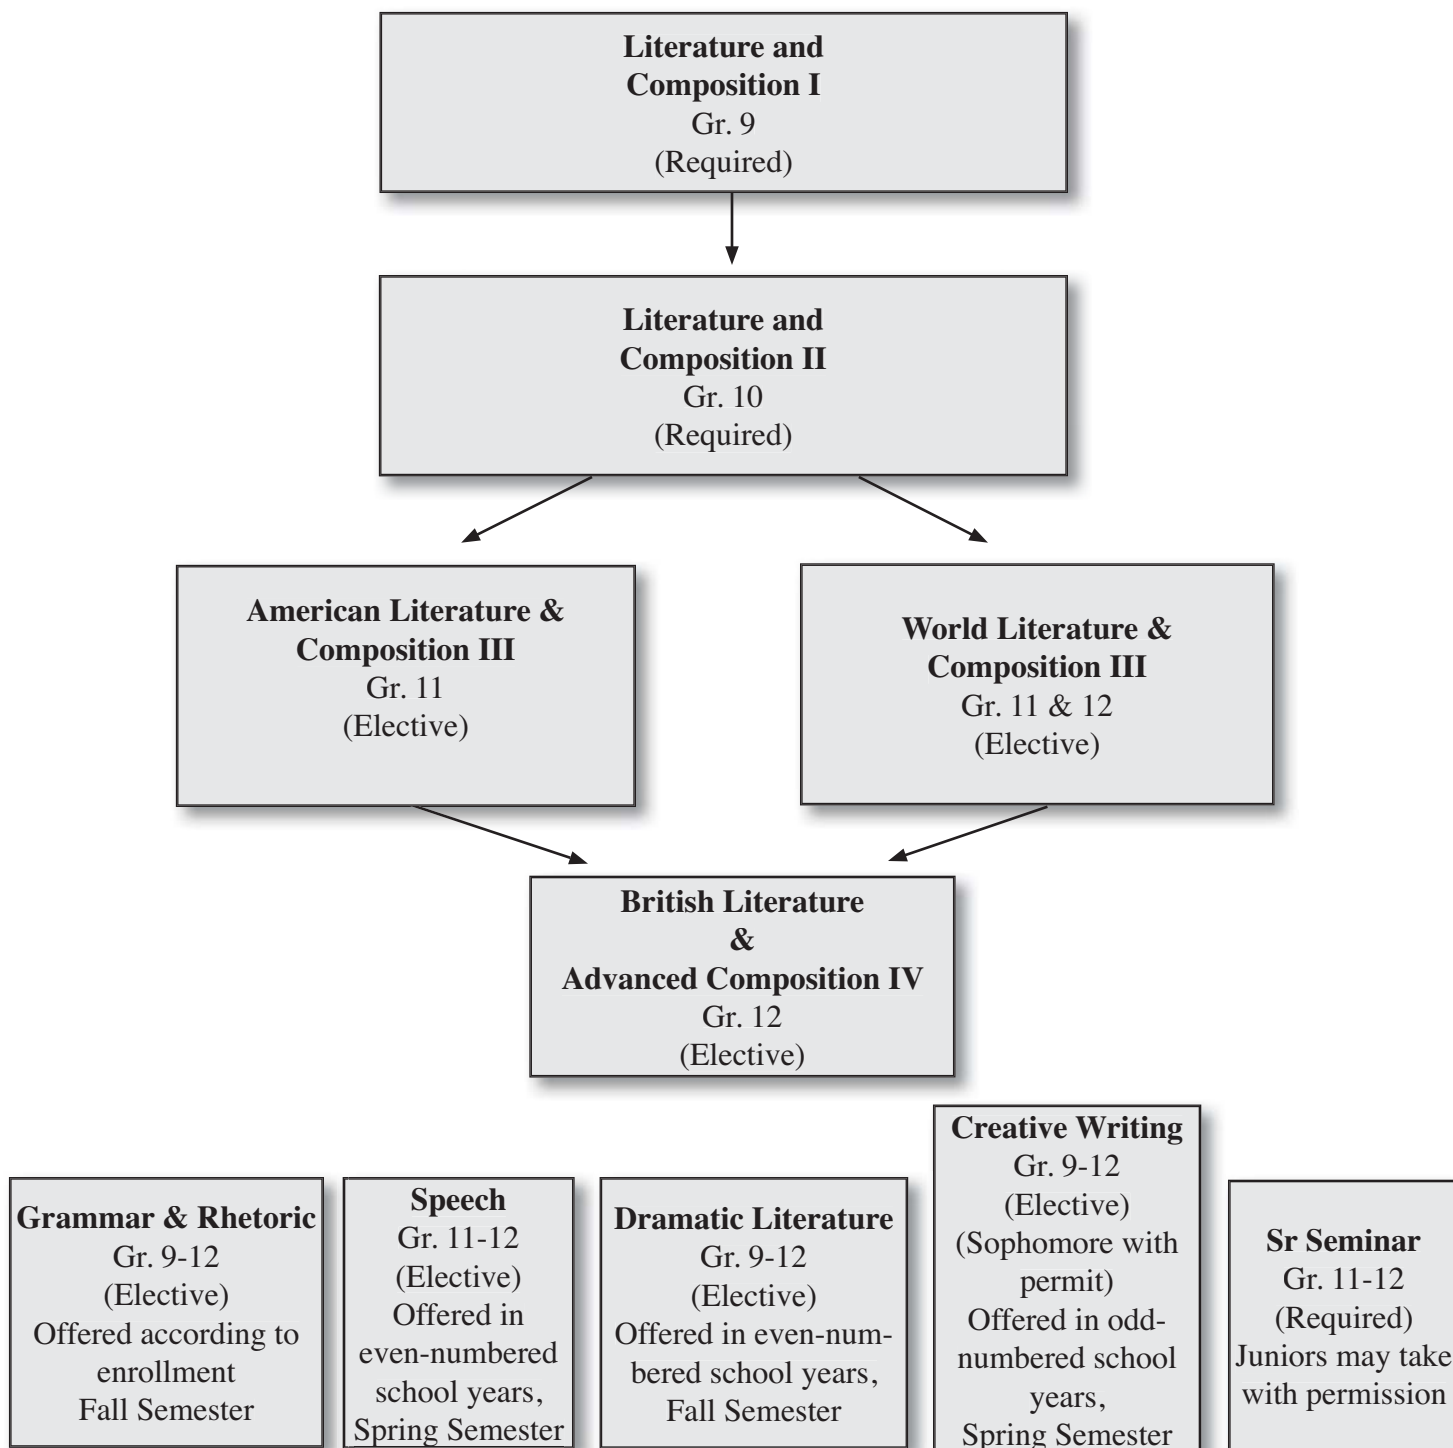 Literature and
Composition I
Gr. 9
(Required)
Literature and
Composition II
Gr. 10
(Required)
American Literature &
Composition III
Gr. 11
(Elective)
World Literature &
Composition III
Gr. 11 & 12
(Elective)
British Literature
&
Advanced Composition IV
Gr. 12
(Elective)
Grammar & Rhetoric
Gr. 9-12
(Elective)
Offered according to
enrollment
Fall Semester
Speech
Gr. 11-12
(Elective)
Offered in
even-numbered
school years,
Spring Semester
Dramatic Literature
Gr. 9-12
(Elective)
Offered in even-num-
bered school years,
Fall Semester
Creative Writing
Gr. 9-12
(Elective)
(Sophomore with
permit)
Offered in odd-
numbered school
years,
Spring Semester
Sr Seminar
Gr. 11-12
(Required)
Juniors may take
with permission